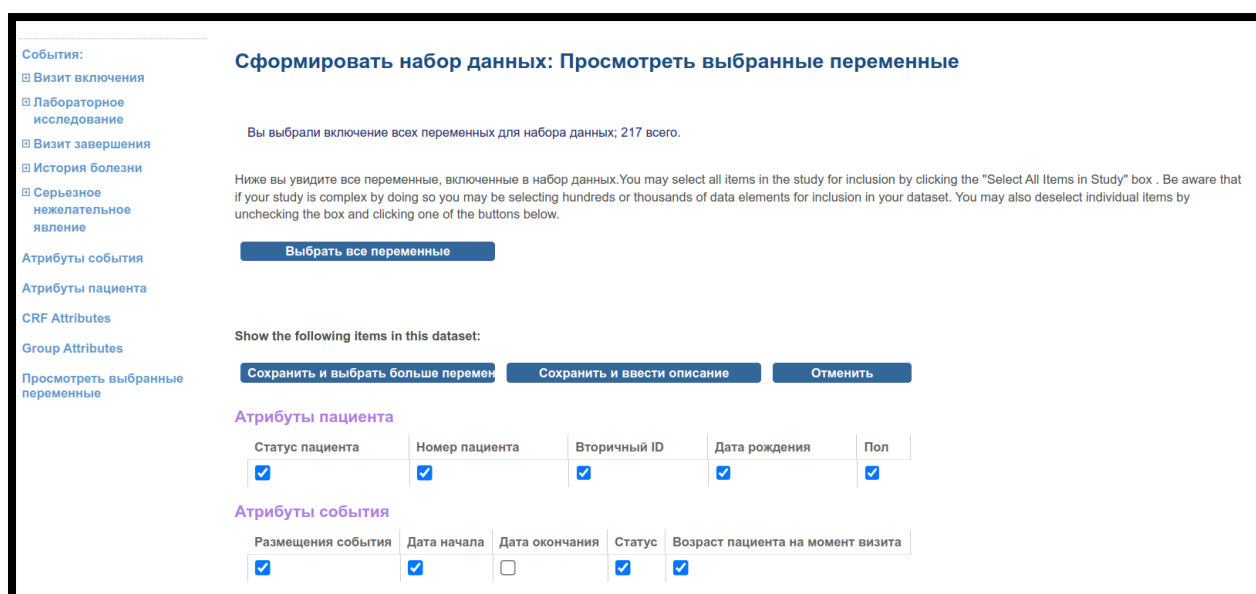 События:
Визит включения
Лабораторное
исследование
Визит завершения
История болезни
Серьезное
нежелательное
явление
Атрибуты события
Атрибуты пациента
CRF Attributes
Group Attributes
Просмотреть выбранные
переменные
Сформировать набор данных: Просмотреть выбранные переменные
Вы выбрали включение всех переменных для набора данных; 217 всего.
Ниже вы увидите все переменные, включенные в набор данных.You may select all items in the study for inclusion by clicking the "Select All Items in Study" box . Be aware that
if your study is complex by doing so you may be selecting hundreds or thousands of data elements for inclusion in your dataset. You may also deselect individual items by
unchecking the box and clicking one of the buttons below.
Выбрать все переменные
Show the following items in this dataset:
Сохранить и выбрать больше перемен Сохранить и ввести описание Отменить
Атрибуты пациента
Статус пациента Номер пациента Вторичный ID Дата рождения Пол
Атрибуты события
Размещения события Дата начала Дата окончания Статус Возраст пациента на момент визита